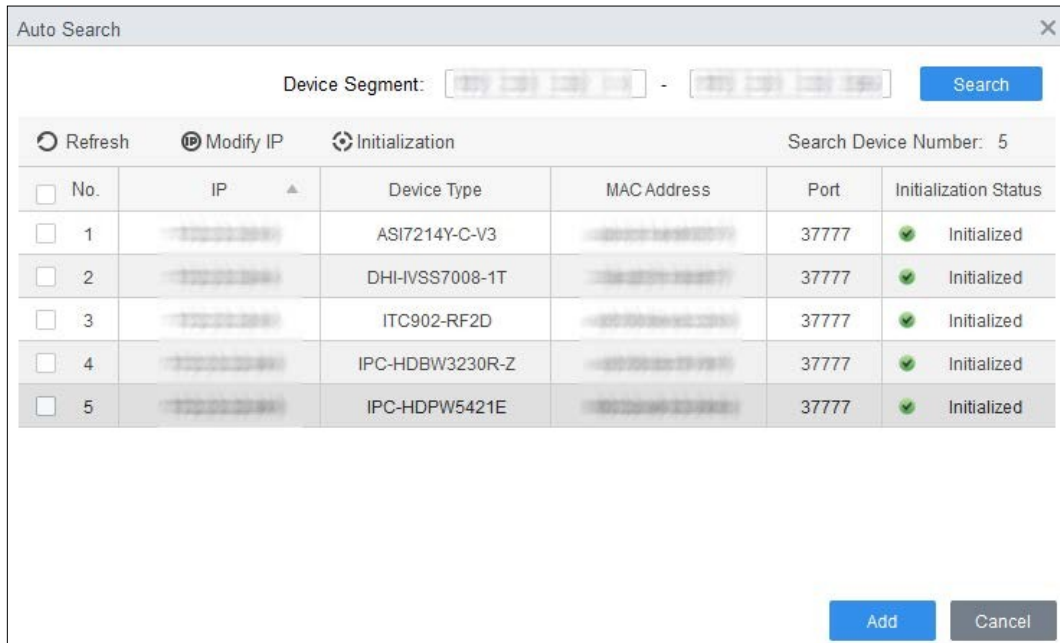 Auto Search
Device Segment: - Search
Refresh Modify IP Initialization Search Device Number: 5
No. IP Device Type MAC Address Port Initialization Status
1 ASI7214Y-C-V3 37777 Initialized
2 DHI-IVSS7008-1T 37777 Initialized
3 ITC902-RF2D 37777 Initialized
4 IPC-HDBW3230R-Z 37777 Initialized
5 IPC-HDPW5421E 37777 Initialized
Add Cancel